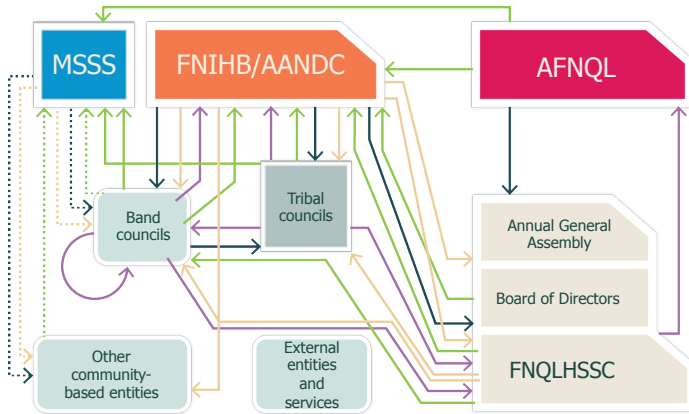 MSSS
FNIHB/AANDC
AFNQL
Band
councils
Tribal
councils
Annual General
Assembly
Board of Directors
FNQLHSSC
Other
community-
based entities
External
entities and
services